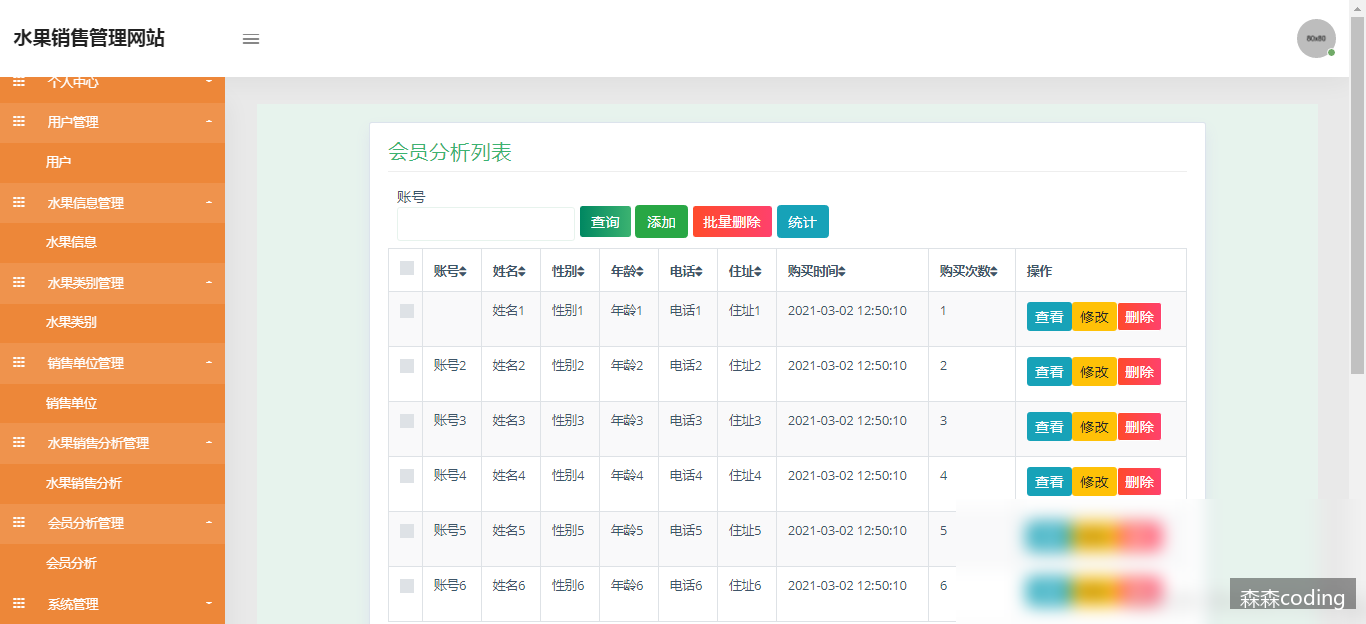 水果销售管理网站
80x80
个人中心
用户管理
用户
水果信息管理
水果信息
水果类别管理
水果类别
销售单位管理
销售单位
水果销售分析管理
水果销售分析
会员分析管理
会员分析
系统管理
会员分析列表
账号
查询 添加 批量删除 统计
账号 姓名 性别 年龄 电话 住址 购买时间 购买次数 操作
姓名1 性别1 年龄1 电话1 住址1 2021-03-02 12:50:10 1 查看 修改 删除
账号2 姓名2 性别2 年龄2 电话2 住址2 2021-03-02 12:50:10 2 查看 修改 删除
账号3 姓名3 性别3 年龄3 电话3 住址3 2021-03-02 12:50:10 3 查看 修改 删除
账号4 姓名4 性别4 年龄4 电话4 住址4 2021-03-02 12:50:10 4 查看 修改 删除
账号5 姓名5 性别5 年龄5 电话5 住址5 2021-03-02 12:50:10 5
账号6 姓名6 性别6 年龄6 电话6 住址6 2021-03-02 12:50:10 6
森森coding